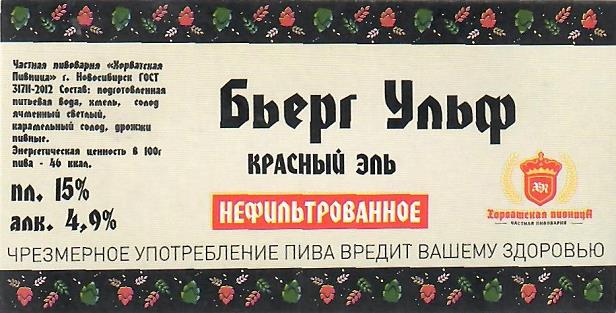 Частная пивоварня «Хорватская
Пивница» г. Новосибирск ГОСТ
31711-2012 Состав: подготовленная
питьевая вода, хмель, солод
ячменный светлый,
карамельный солод, дрожжи
пивные.
Энергетическая ценность в 100г
пива - 46 ккал.
пл. 15%
алк. 4,9%
Бьерг Ульф
КРАСНЫЙ ЭЛЬ
НЕФИЛЬТРОВАННОЕ
Хорватская пивница
ЧАСТНАЯ ПИВОВАРНЯ
ЧРЕЗМЕРНОЕ УПОТРЕБЛЕНИЕ ПИВА ВРЕДИТ ВАШЕМУ ЗДОРОВЬЮ